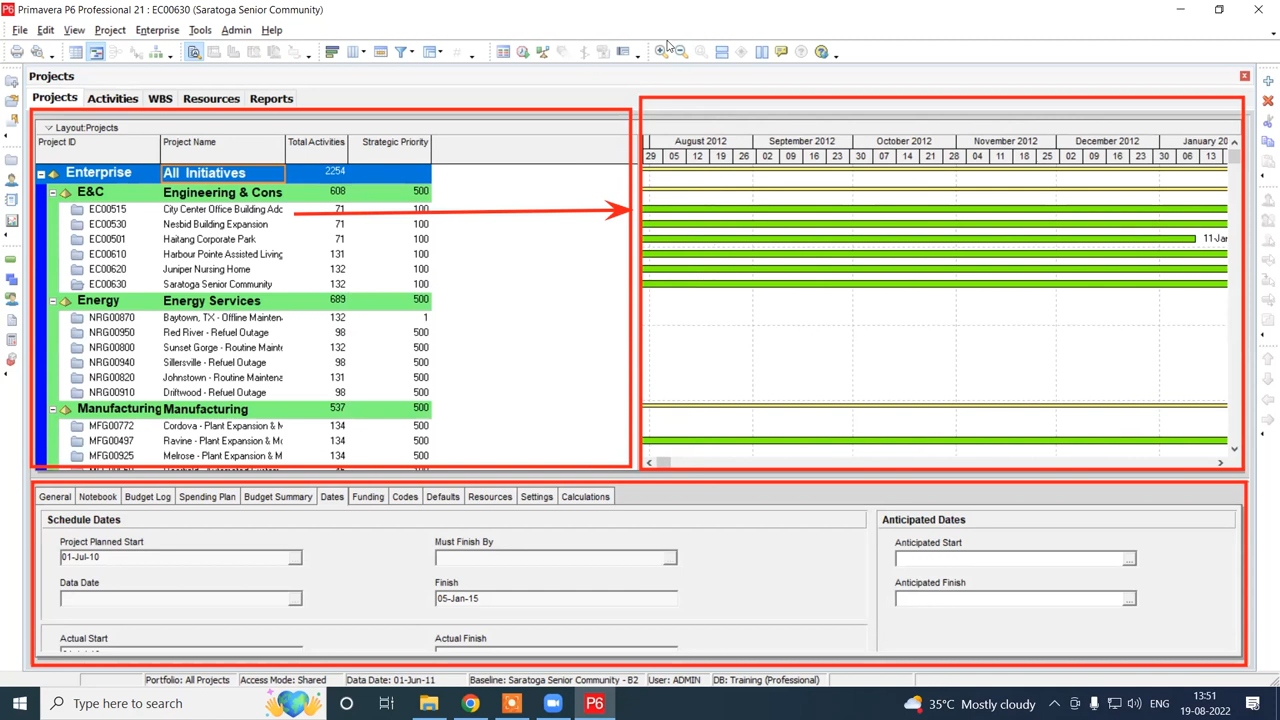 P6 Primavera P6 Professional 21 : EC00630 (Saratoga Senior Community)
File Edit View Project Enterprise Tools Admin Help
Projects
Projects Activities WBS Resources Reports
Layout:Projects
Project ID Project Name Total Activities Strategic Priority
August 2012 September 2012 October 2012 November 2012 December 2012 January 20
29 05 12 19 26 02 09 16 23 30 07 14 21 28 04 11 18 25 02 09 16 23 30 06 13
Enterprise All Initiatives 2254
E&C Engineering & Cons 608 500
EC00515 City Center Office Building Adc 71 100
EC00530 Nesbid Building Expansion 71 100
EC00501 Haitang Corporate Park 71 100 11-Jan
EC00610 Harbour Pointe Assisted Living 131 100
EC00620 Juniper Nursing Home 132 100
EC00630 Saratoga Senior Community 132 100
Energy Energy Services 689 500
NRG00870 Baytown, TX - Offline Mainten 132 1
NRG00950 Red River - Refuel Outage 98 500
NRG00800 Sunset Gorge - Routine Mainte 132 500
NRG00940 Sillersville - Refuel Outage 98 500
NRG00820 Johnstown - Routine Maintena 131 500
NRG00910 Driftwood - Refuel Outage 98 500
Manufacturing Manufacturing 537 500
MFG00772 Cordova - Plant Expansion & M 134 500
MFG00497 Ravine - Plant Expansion & Mo 134 500
MFG00925 Melrose - Plant Expansion & M 134 500
General Notebook Budget Log Spending Plan Budget Summary Dates Funding Codes Defaults Resources Settings Calculations
Schedule Dates Anticipated Dates
Project Planned Start Must Finish By Anticipated Start
01-Jul-10
Data Date Finish Anticipated Finish
05-Jan-15
Actual Start Actual Finish
Portfolio: All Projects Access Mode: Shared Data Date: 01-Jun-11 Baseline: Saratoga Senior Community - B2 User: ADMIN DB: Training (Professional)
Type here to search P6 35°C Mostly cloudy ENG 13:51
19-08-2022